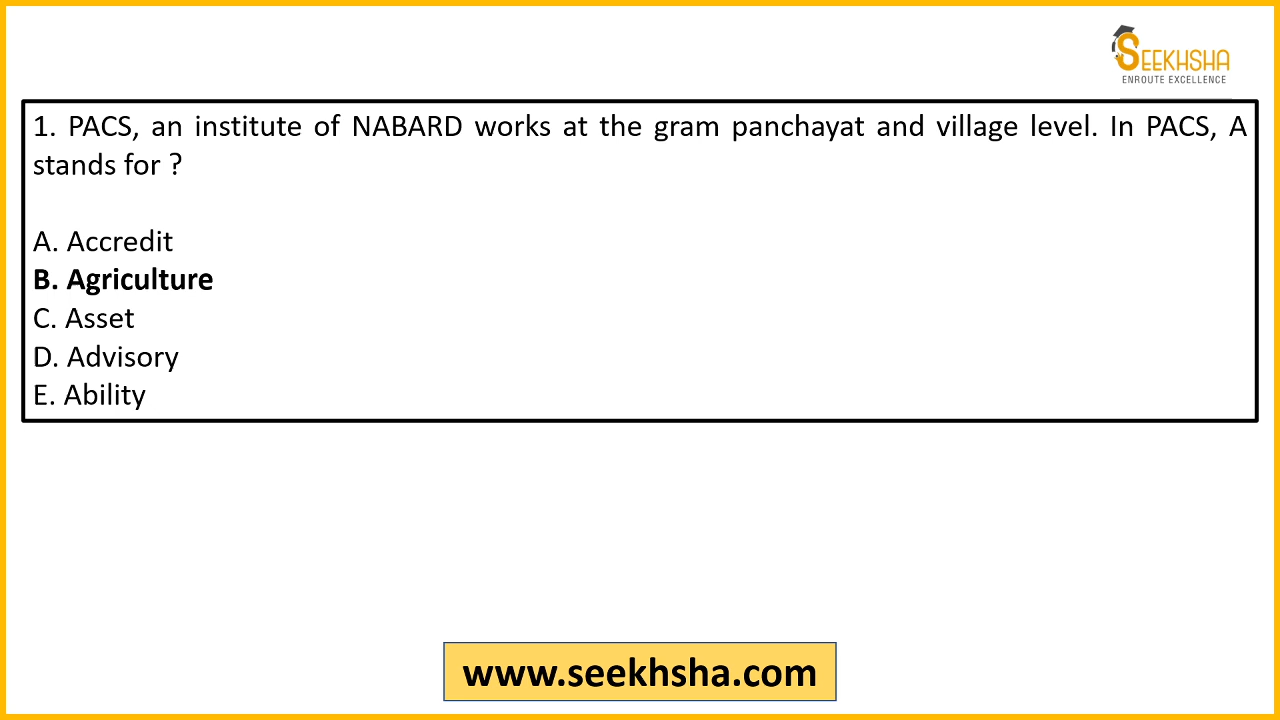 SEEKHSHA
ENROUTE EXCELLENCE
1. PACS, an institute of NABARD works at the gram panchayat and village level. In PACS, A
stands for ?
A. Accredit
B. Agriculture
C. Asset
D. Advisory
E. Ability
www.seekhsha.com